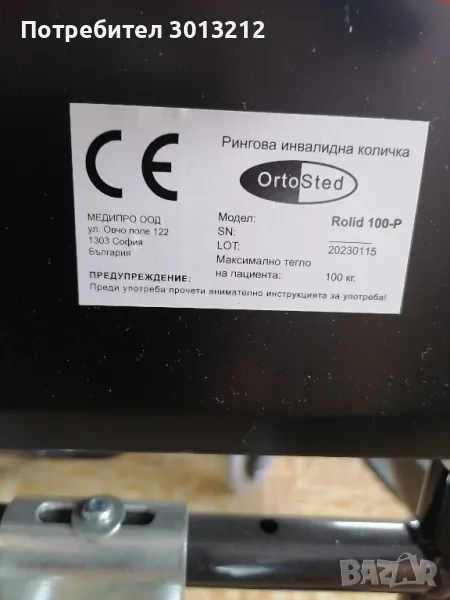 Потребител 3013212
CE
Рингова инвалидна количка
OrtoSted
МЕДИПРО ООД
ул. Овчо поле 122
1303 София
България
Модел: Rolid 100-P
SN:
LOT: 20230115
Максимално тегло
на пациента: 100 кг.
ПРЕДУПРЕЖДЕНИЕ:
Преди употреба прочети внимателно инструкцията за употреба!
BAZAR